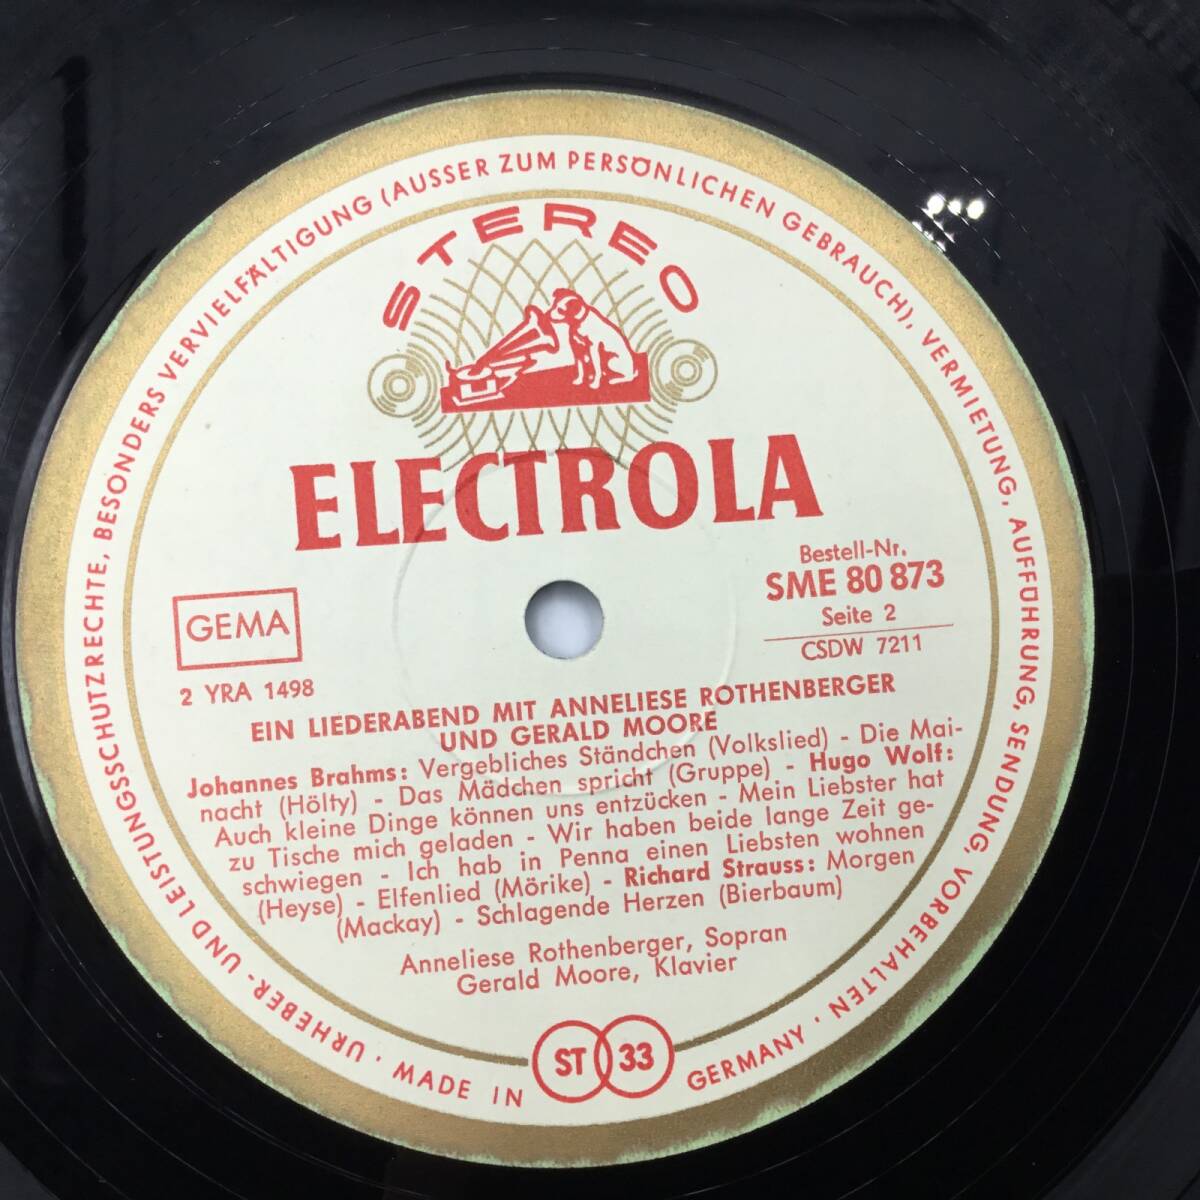 URHEBER- UND LEISTUNGSSCHUTZRECHTE, BESONDERS VERVIELFÄLTIGUNG (AUSSER ZUM PERSÖNLICHEN GEBRAUCH), VERMIETUNG, AUFFÜHRUNG, SENDUNG, VORBEHALTEN ·
STEREO
ELECTROLA
Bestell-Nr.
SME 80 873
Seite 2
CSDW 7211
GEMA
2 YRA 1498
EIN LIEDERABEND MIT ANNELIESE ROTHENBERGER
UND GERALD MOORE
Johannes Brahms: Vergebliches Ständchen (Volkslied) - Die Mai-
nacht (Hölty) - Das Mädchen spricht (Gruppe) - Hugo Wolf:
Auch kleine Dinge können uns entzücken - Mein Liebster hat
zu Tische mich geladen - Wir haben beide lange Zeit ge-
schwiegen - Ich hab in Penna einen Liebsten wohnen
(Heyse) - Elfenlied (Mörike) - Richard Strauss: Morgen
(Mackay) - Schlagende Herzen (Bierbaum)
Anneliese Rothenberger, Sopran
Gerald Moore, Klavier
ST 33
MADE IN GERMANY ·